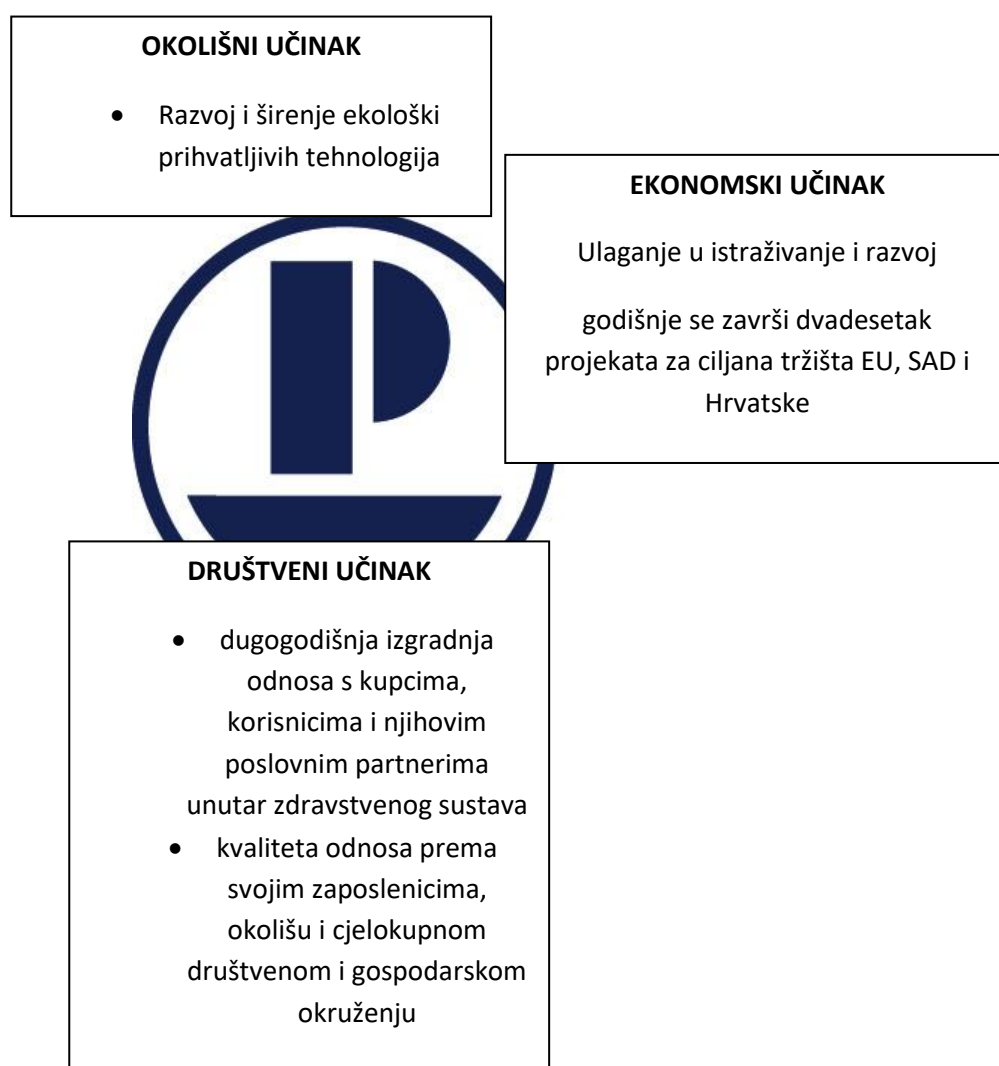 OKOLIŠNI UČINAK
• Razvoj i širenje ekološki
prihvatljivih tehnologija
EKONOMSKI UČINAK
Ulaganje u istraživanje i razvoj
godišnje se završi dvadesetak
projekata za ciljana tržišta EU, SAD i
Hrvatske
P
DRUŠTVENI UČINAK
• dugogodišnja izgradnja
odnosa s kupcima,
korisnicima i njihovim
poslovnim partnerima
unutar zdravstvenog sustava
• kvaliteta odnosa prema
svojim zaposlenicima,
okolišu i cjelokupnom
društvenom i gospodarskom
okruženju